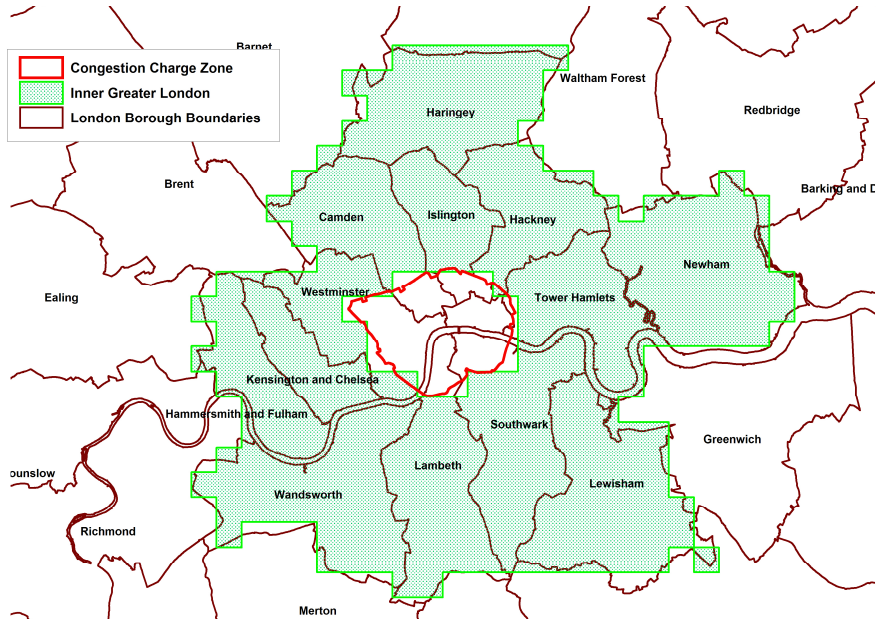 Barnet
Congestion Charge Zone
Inner Greater London
London Borough Boundaries
Waltham Forest
Haringey
Redbridge
Brent
Barking and D
Camden
Islington
Hackney
Newham
Westminster
Ealing
Tower Hamlets
Kensington and Chelsea
Hammersmith and Fulham
Southwark
Greenwich
Lambeth
ounslow
Wandsworth
Lewisham
Richmond
Merton